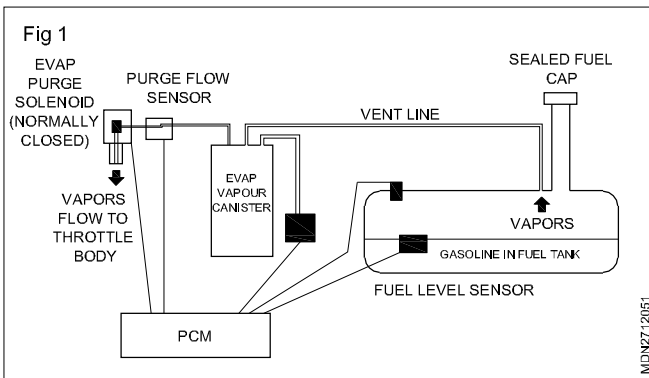 Fig 1
EVAP
PURGE
SOLENOID
(NORMALLY
CLOSED)
PURGE FLOW
SENSOR
SEALED FUEL
CAP
VENT LINE
EVAP
VAPOUR
CANISTER
VAPORS
FLOW TO
THROTTLE
BODY
VAPORS
GASOLINE IN FUEL TANK
FUEL LEVEL SENSOR
PCM
MDN2712051